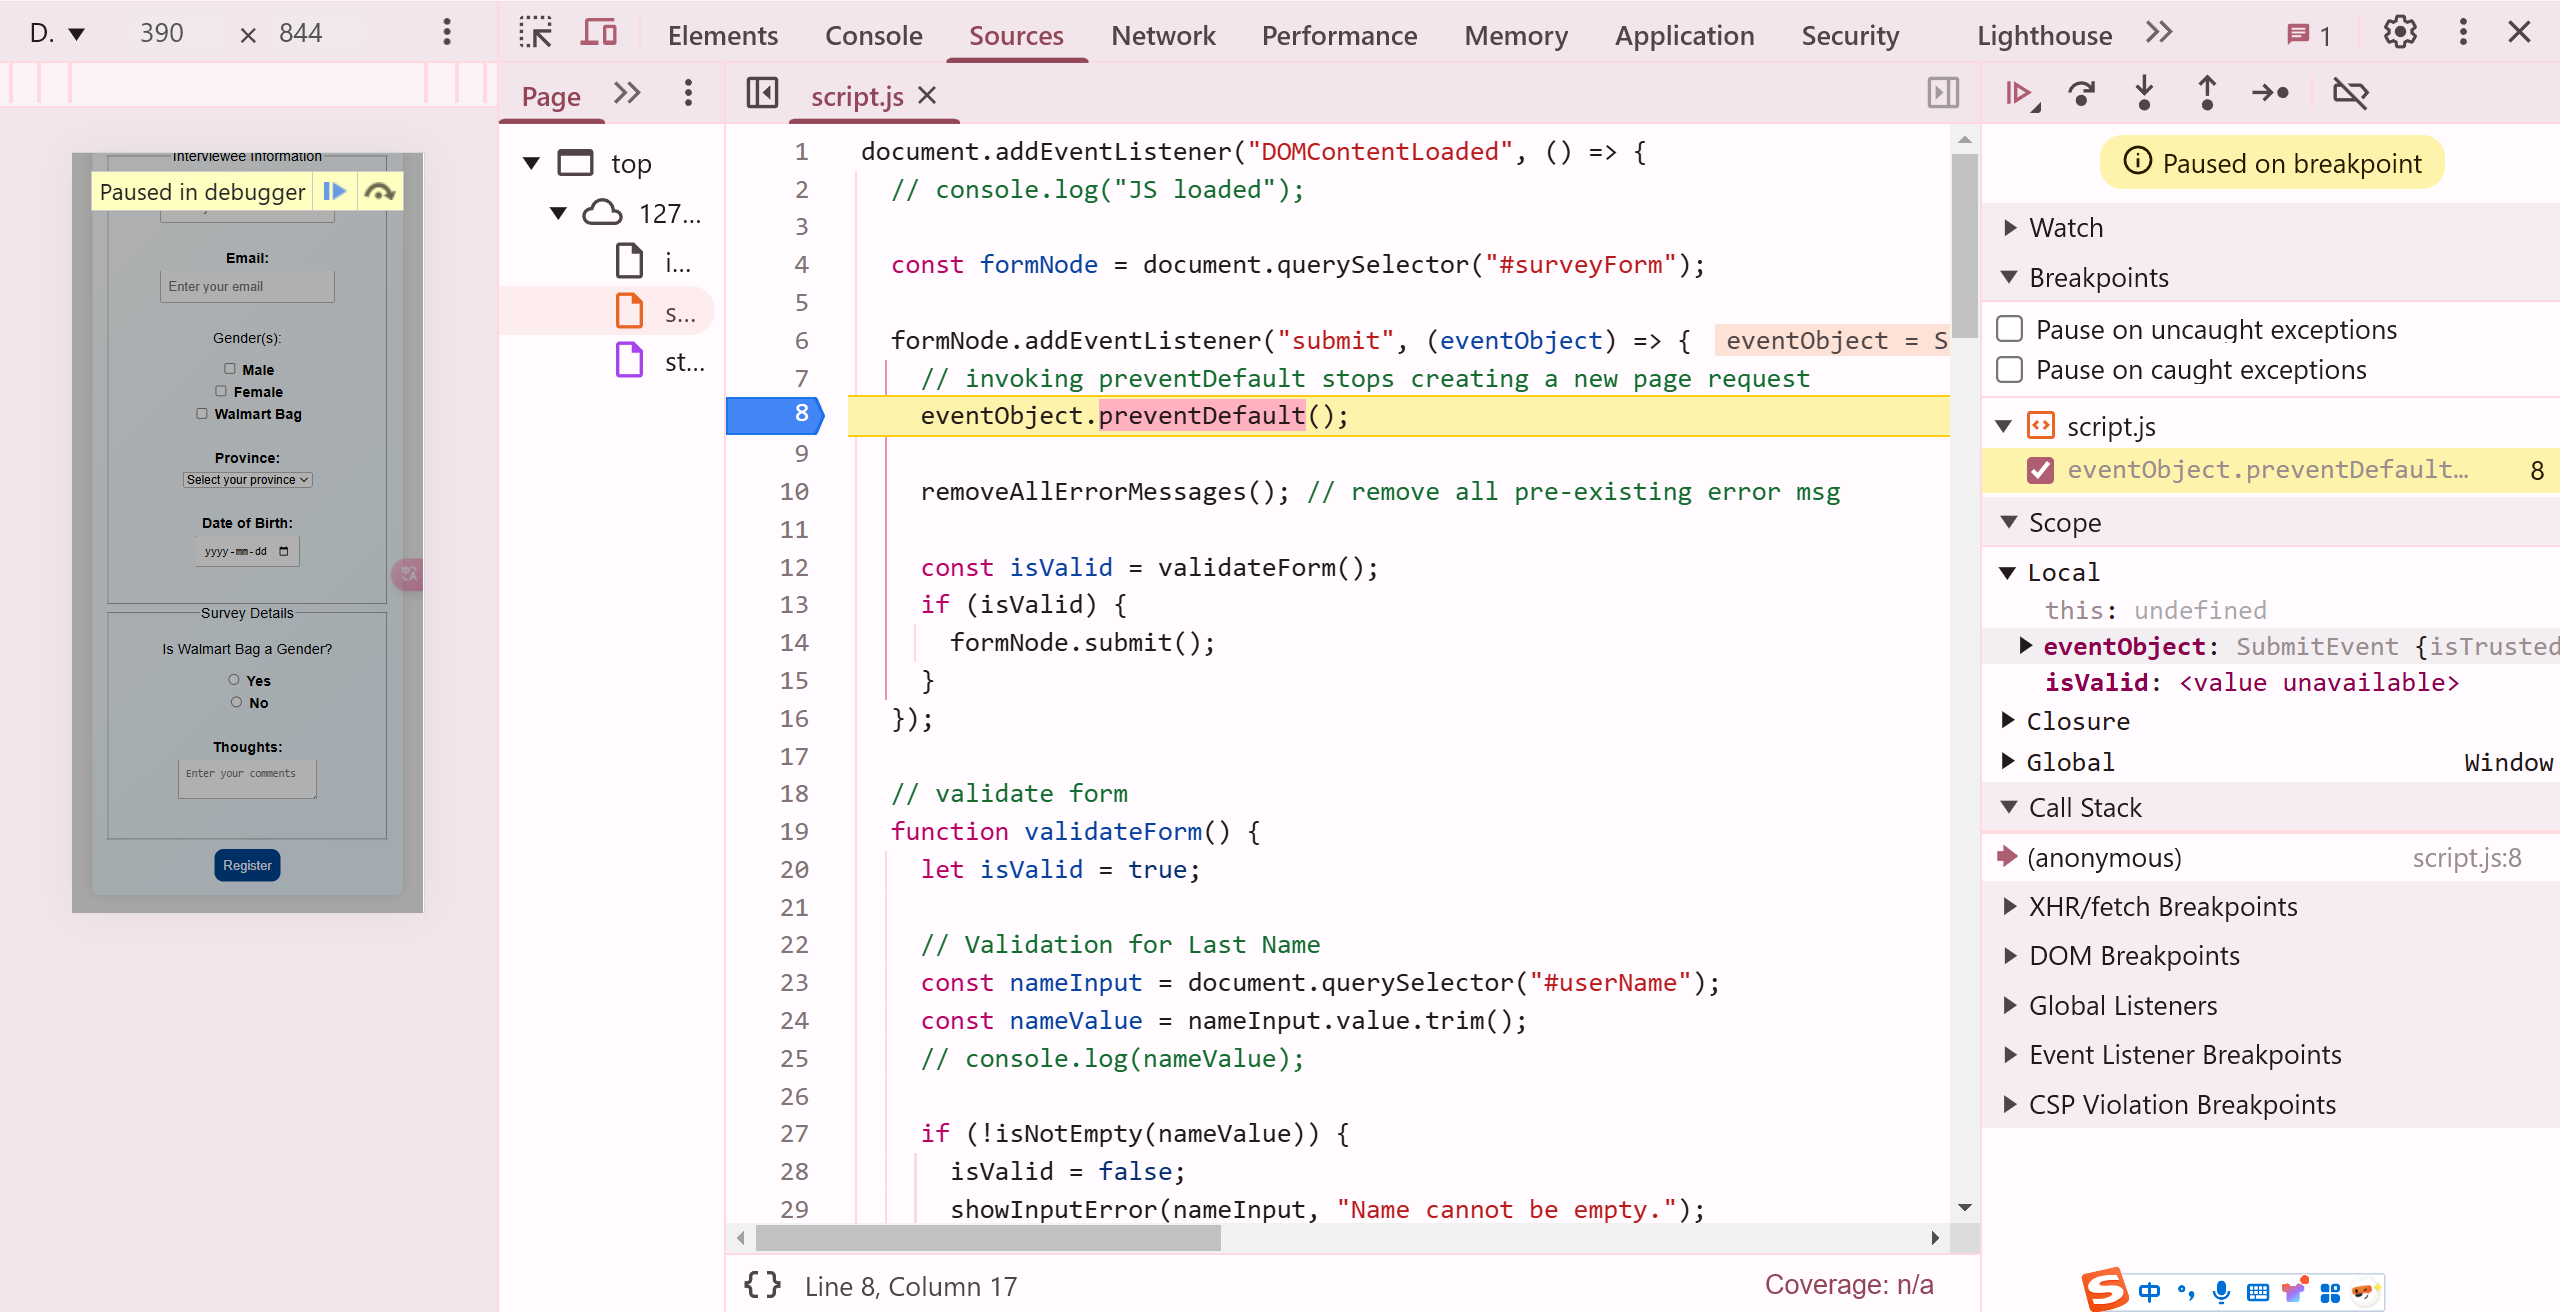 D. 390 × 844
Elements Console Sources Network Performance Memory Application Security Lighthouse 1
Page
script.js
top
127...
i...
s...
st...
Interviewee Information
Paused in debugger
Email:
Enter your email
Gender(s):
Male
Female
Walmart Bag
Province:
Select your province
Date of Birth:
yyyy-mm-dd
Survey Details
Is Walmart Bag a Gender?
Yes
No
Thoughts:
Enter your comments
Register
1 document.addEventListener("DOMContentLoaded", () => {
2 // console.log("JS loaded");
3
4 const formNode = document.querySelector("#surveyForm");
5
6 formNode.addEventListener("submit", (eventObject) => { eventObject = S
7 // invoking preventDefault stops creating a new page request
8 eventObject.preventDefault();
9
10 removeAllErrorMessages(); // remove all pre-existing error msg
11
12 const isValid = validateForm();
13 if (isValid) {
14 formNode.submit();
15 }
16 });
17
18 // validate form
19 function validateForm() {
20 let isValid = true;
21
22 // Validation for Last Name
23 const nameInput = document.querySelector("#userName");
24 const nameValue = nameInput.value.trim();
25 // console.log(nameValue);
26
27 if (!isNotEmpty(nameValue)) {
28 isValid = false;
29 showInputError(nameInput, "Name cannot be empty.");
{} Line 8, Column 17
Coverage: n/a
Paused on breakpoint
Watch
Breakpoints
Pause on uncaught exceptions
Pause on caught exceptions
script.js
eventObject.preventDefault… 8
Scope
Local
this: undefined
eventObject: SubmitEvent {isTrusted
isValid: <value unavailable>
Closure
Global Window
Call Stack
(anonymous) script.js:8
XHR/fetch Breakpoints
DOM Breakpoints
Global Listeners
Event Listener Breakpoints
CSP Violation Breakpoints
S 中